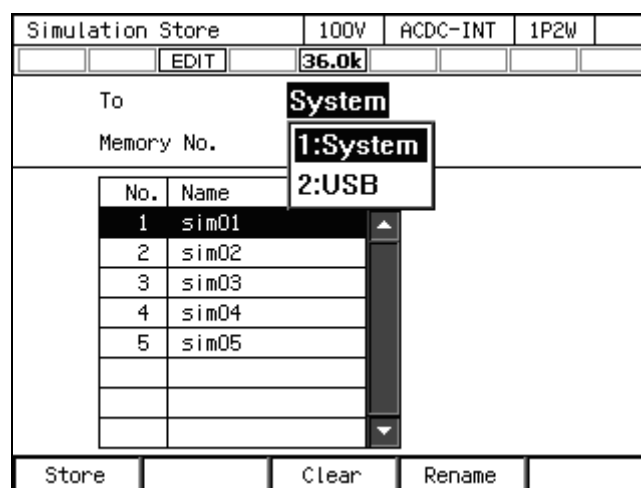 Simulation Store 100V ACDC-INT 1P2W
EDIT 36.0k
To System
1:System
Memory No.
2:USB
No. Name
1 sim01
2 sim02
3 sim03
4 sim04
5 sim05
Store Clear Rename